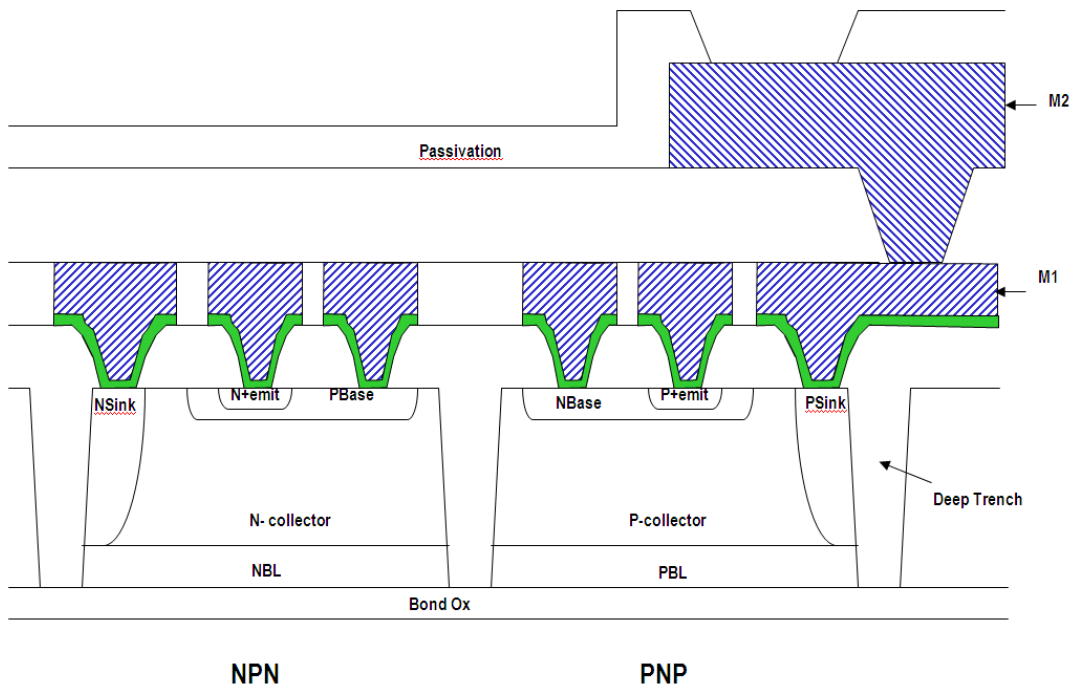 M2
Passivation
M1
NSink
N+emit
PBase
NBase
P+emit
PSink
Deep Trench
N- collector
P-collector
NBL
PBL
Bond Ox
NPN
PNP